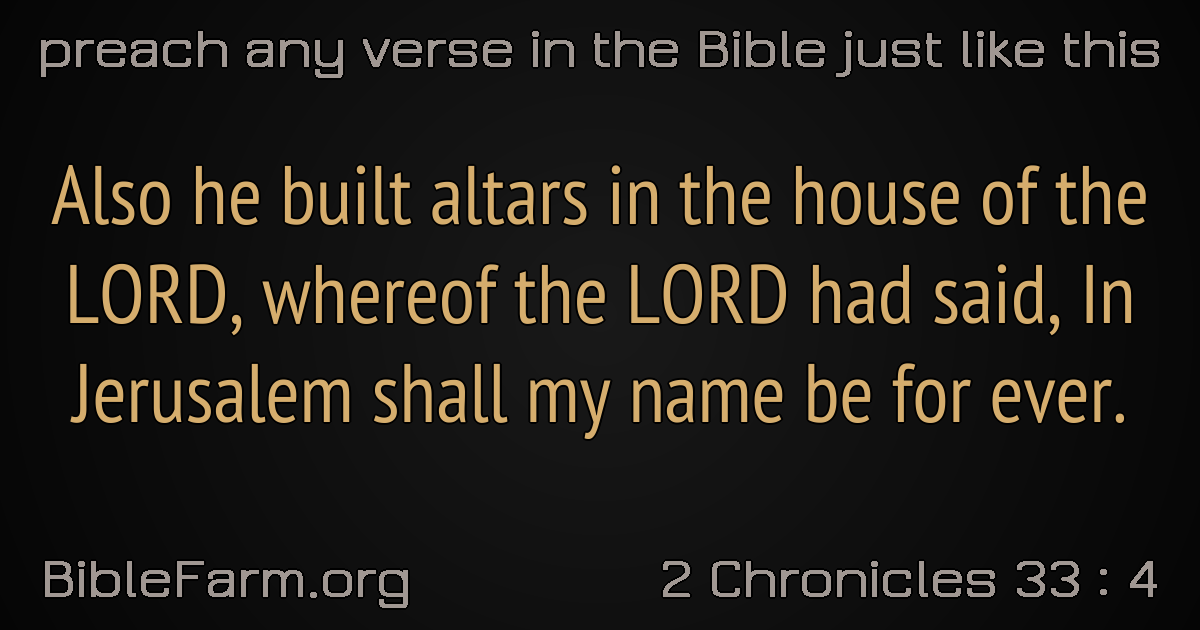 preach any verse in the Bible just like this
Also he built altars in the house of the
LORD, whereof the LORD had said, In
Jerusalem shall my name be for ever.
BibleFarm.org
2 Chronicles 33 : 4